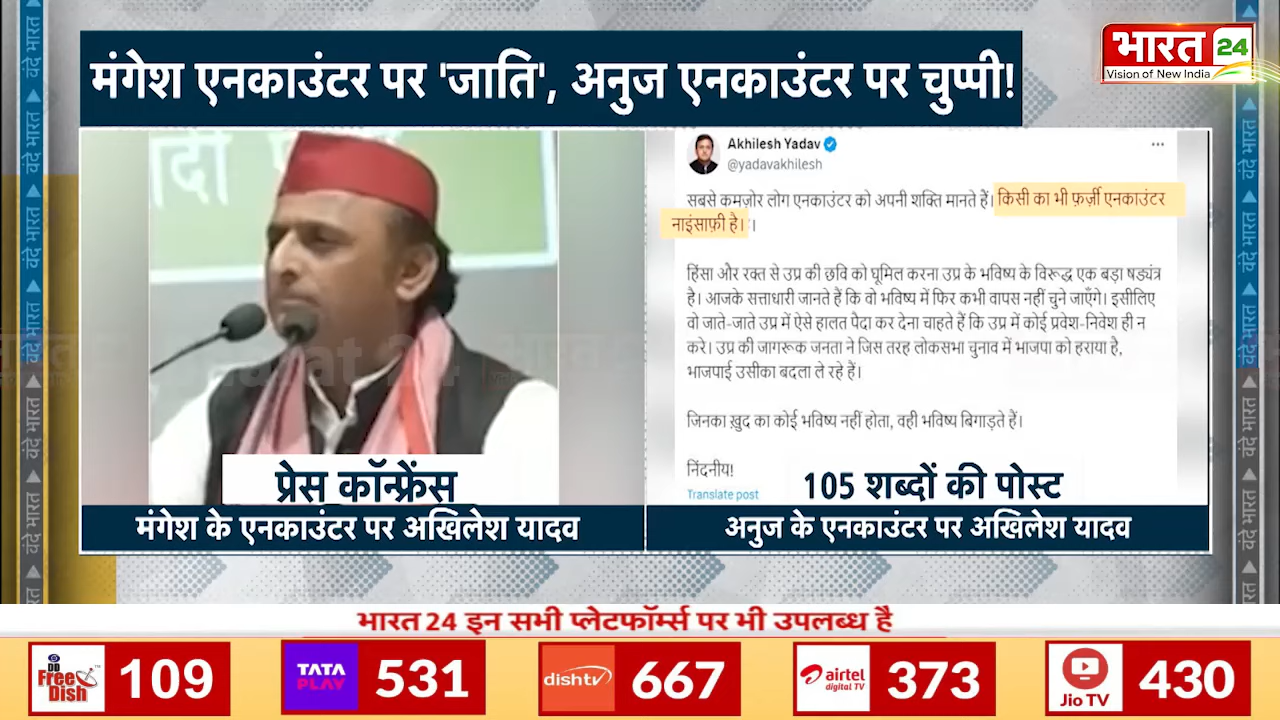 मंगेश एनकाउंटर पर 'जाति', अनुज एनकाउंटर पर चुप्पी!
भारत 24
Vision of New India
Akhilesh Yadav
@yadavakhilesh
सबसे कमज़ोर लोग एनकाउंटर को अपनी शक्ति मानते हैं। किसी का भी फ़र्ज़ी एनकाउंटर
नाइंसाफ़ी है।
हिंसा और रक्त से उप्र की छवि को घूमिल करना उप्र के भविष्य के विरूद्ध एक बड़ा षड्यंत्र
है। आजके सत्ताधारी जानते हैं कि वो भविष्य में फिर कभी वापस नहीं चुने जाएँगे। इसीलिए
वो जाते-जाते उप्र में ऐसे हालत पैदा कर देना चाहते हैं कि उप्र में कोई प्रवेश-निवेश ही न
करे। उप्र की जागरूक जनता ने जिस तरह लोकसभा चुनाव में भाजपा को हराया है,
भाजपाई उसीका बदला ले रहे हैं।
जिनका ख़ुद का कोई भविष्य नहीं होता, वही भविष्य बिगाड़ते हैं।
निंदनीय!
Translate post
प्रेस कॉन्फ्रेंस
105 शब्दों की पोस्ट
मंगेश के एनकाउंटर पर अखिलेश यादव
अनुज के एनकाउंटर पर अखिलेश यादव
वंदे भारत
भारत 24 इन सभी प्लेटफॉर्म्स पर भी उपलब्ध है
DD Free Dish 109
TATA PLAY 531
dishtv 667
airtel digital TV 373
Jio TV 430